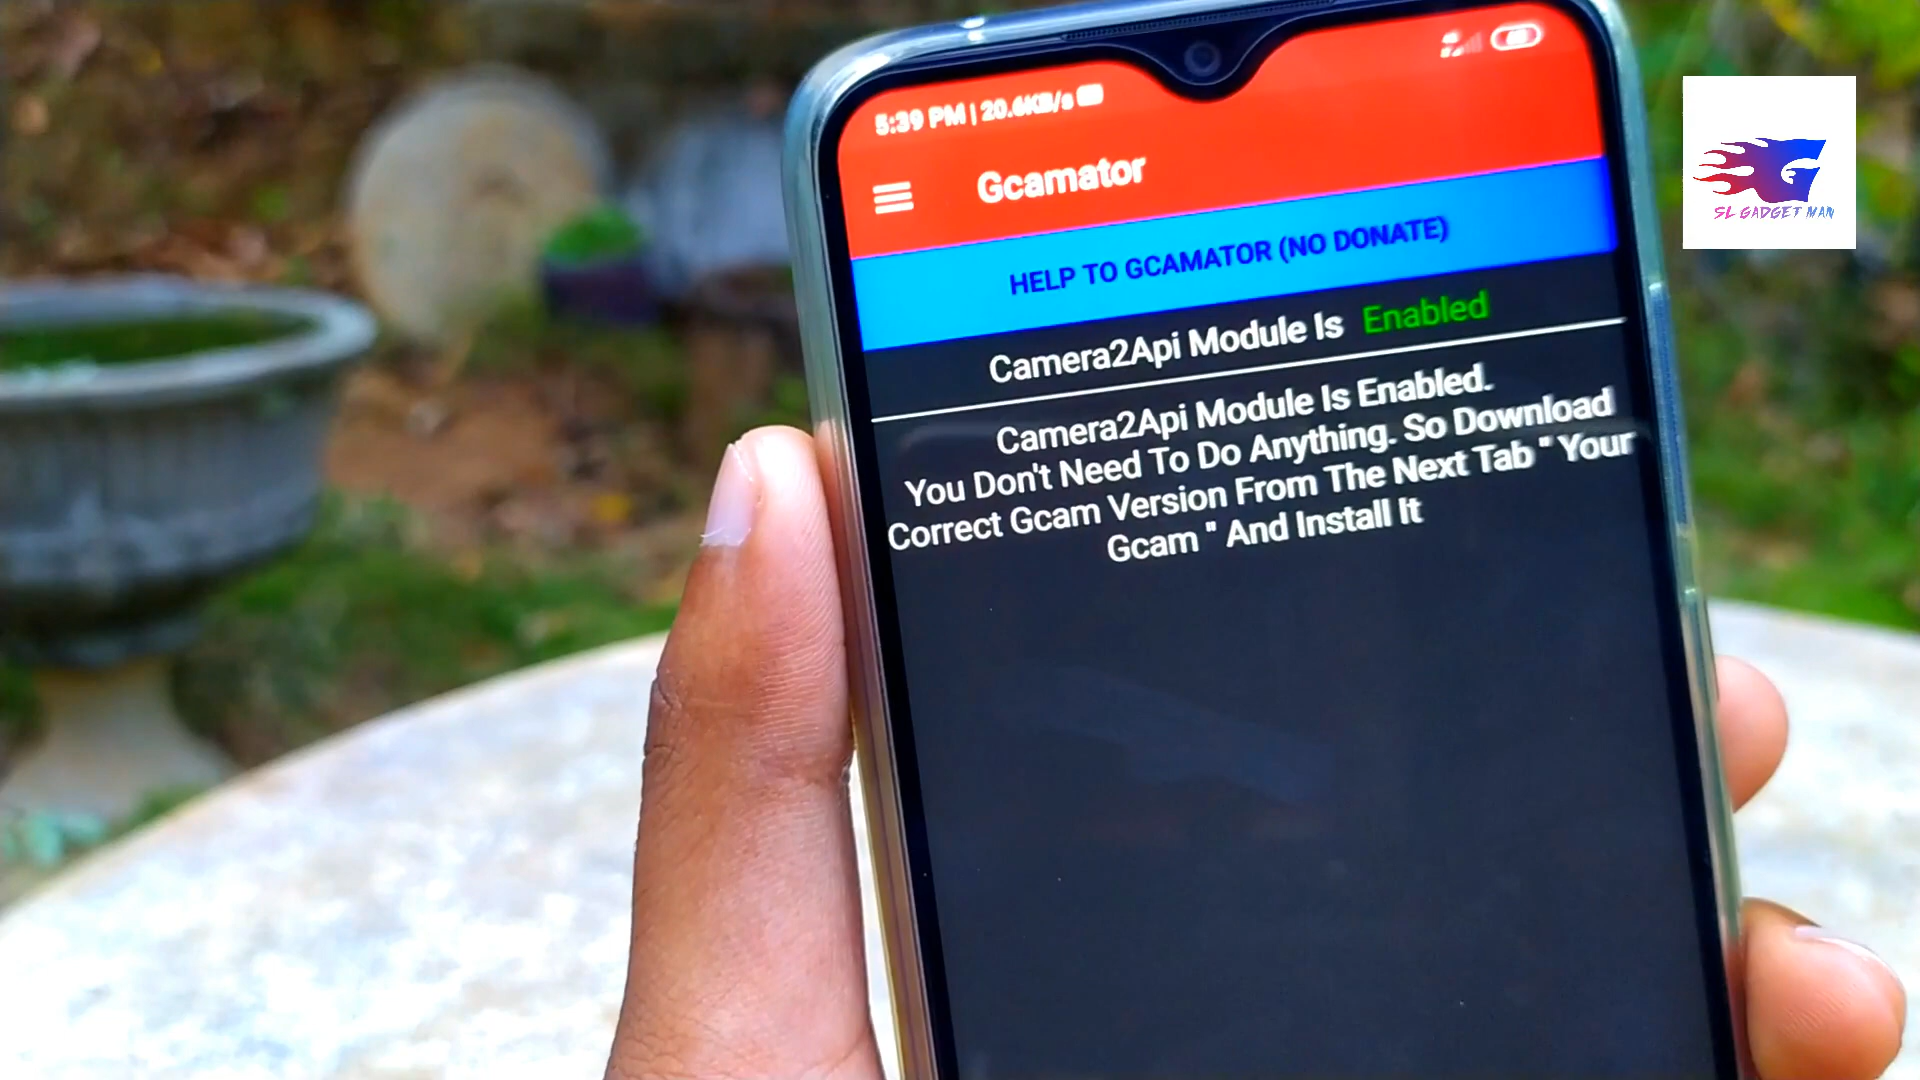 5:39 PM | 20.6KB/s
Gcamator
HELP TO GCAMATOR (NO DONATE)
Camera2Api Module Is Enabled
Camera2Api Module Is Enabled.
You Don't Need To Do Anything. So Download
Correct Gcam Version From The Next Tab " Your
Gcam " And Install It
SL GADGET MAN